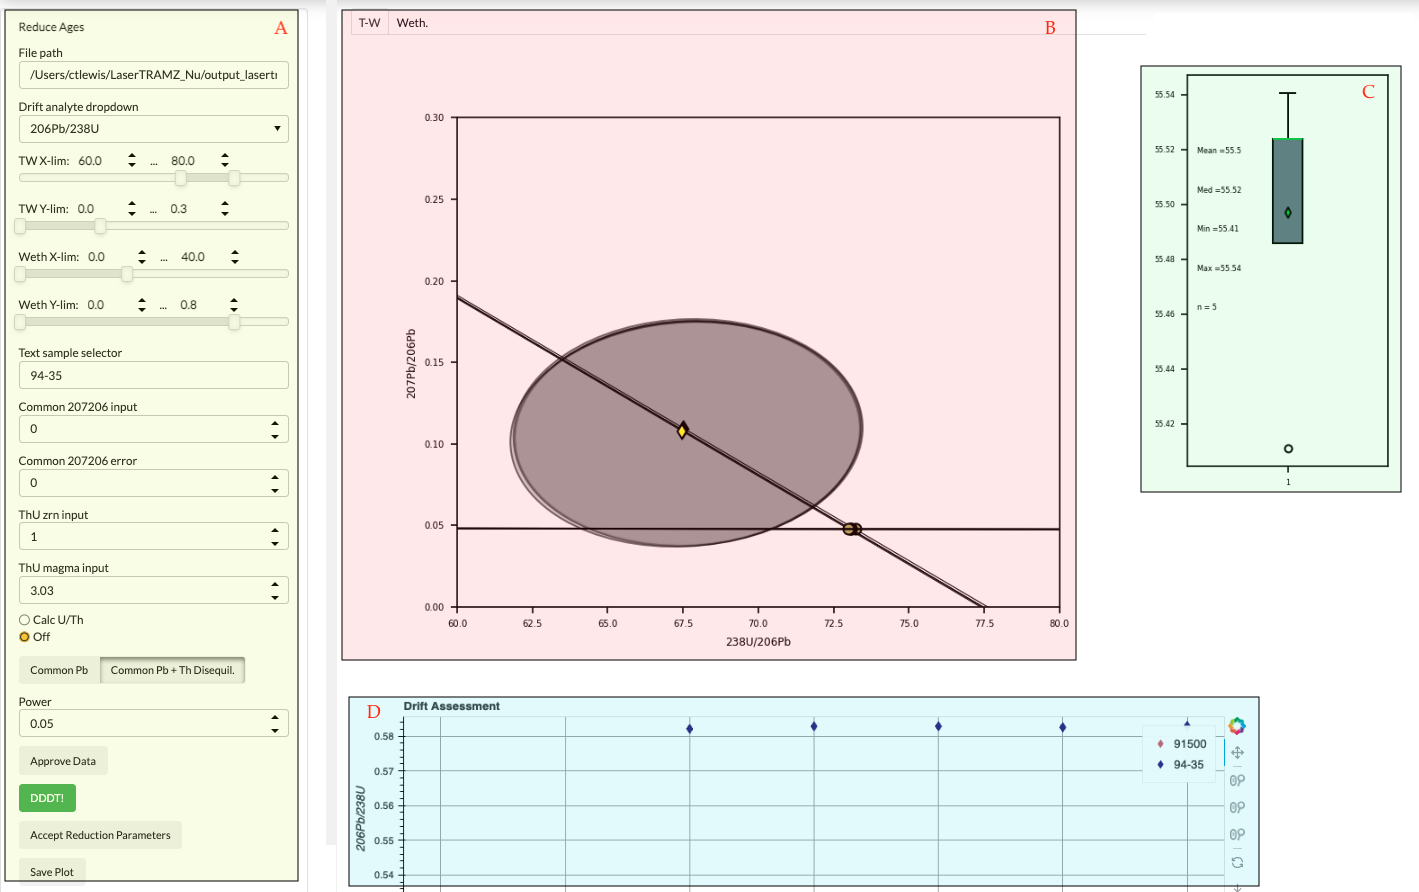 Reduce Ages
A
File path
/Users/ctlewis/LaserTRAMZ_Nu/output_lasertı
Drift analyte dropdown
206Pb/238U
TW X-lim: 60.0 ... 80.0
TW Y-lim: 0.0 ... 0.3
Weth X-lim: 0.0 ... 40.0
Weth Y-lim: 0.0 ... 0.8
Text sample selector
94-35
Common 207206 input
0
Common 207206 error
0
ThU zrn input
1
ThU magma input
3.03
Calc U/Th
Off
Common Pb Common Pb + Th Disequil.
Power
0.05
Approve Data
DDDT!
Accept Reduction Parameters
Save Plot
T-W Weth.
B
0.30
0.25
0.20
0.15
0.10
0.05
0.00
207Pb/206Pb
60.0 62.5 65.0 67.5 70.0 72.5 75.0 77.5 80.0
238U/206Pb
C
55.54
55.52
55.50
55.48
55.46
55.44
55.42
Mean =55.5
Med =55.52
Min =55.41
Max =55.54
n = 5
1
D
Drift Assessment
0.58
0.57
0.56
0.55
0.54
206Pb/238U
91500
94-35